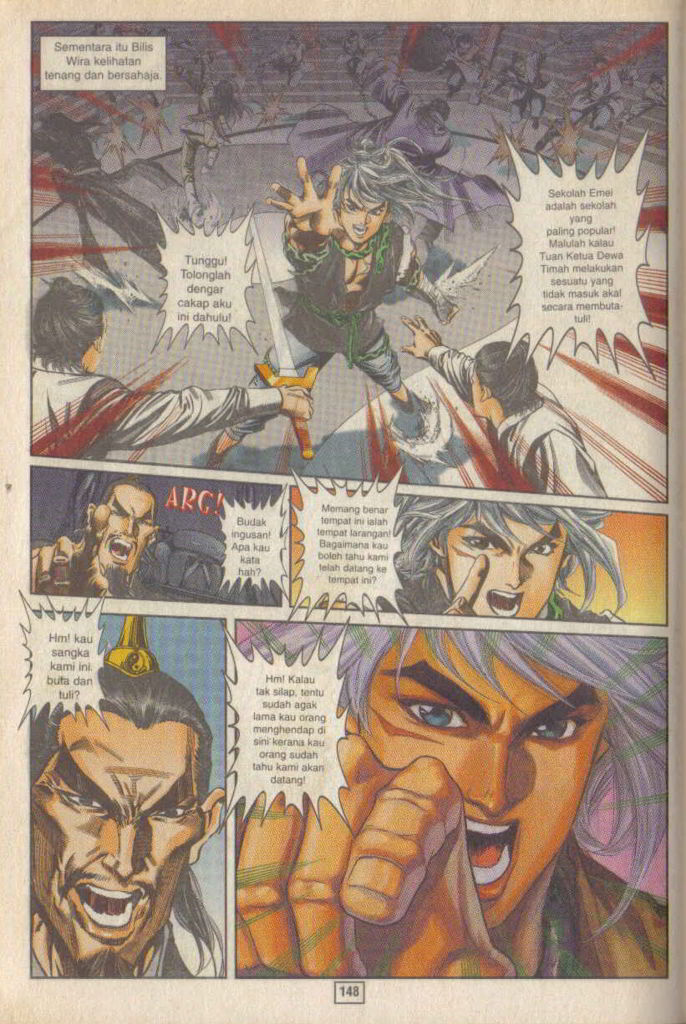 Sementara itu Bilis
Wira kelihatan
tenang dan bersahaja.
Tunggu!
Tolonglah
dengar
cakap aku
ini dahulu!
Sekolah Emei
adalah sekolah
yang
paling popular!
Malulah kalau
Tuan Ketua Dewa
Timah melakukan
sesuatu yang
tidak masuk akal
secara membuta-
tuli!
ARG!
Budak
ingusan!
Apa kau
kata
hah?
Memang benar
tempat ini ialah
tempat larangan!
Bagaimana kau
boleh tahu kami
telah datang ke
tempat ini?
Hm! kau
sangka
kami ini
buta dan
tuli?
Hm! Kalau
tak silap, tentu
sudah agak
lama kau orang
menghendap di
sini kerana kau
orang sudah
tahu kami akan
datang!
148